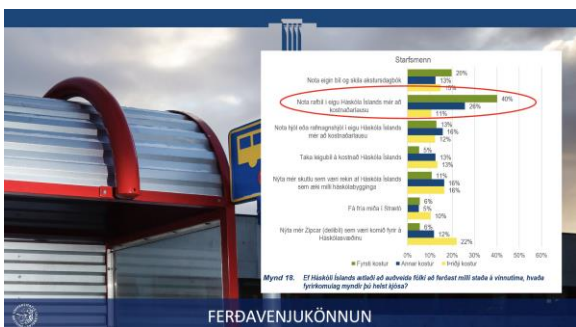 Starfsmenn
Nota eigin bíl og skila akstursdagbók
20%
13%
15%
Nota rafbíl í eigu Háskóla Íslands mér að
kostnaðarlausu
40%
26%
11%
Nota hjól eða rafmagnshjól í eigu Háskóla Íslands
mér að kostnaðarlausu
13%
16%
12%
Taka leigubíl á kostnað Háskóla Íslands
5%
13%
13%
Nýta mér skutlu sem væri rekin af Háskóla Íslands
sem æki milli háskólabygginga
11%
16%
16%
Fá fría miða í Strætó
6%
5%
10%
Nýta mér Zipcar (deilibíl) sem væri komið fyrir á
Háskólasvæðinu
6%
12%
22%
0% 10% 20% 30% 40% 50% 60%
Fyrsti kostur Annar kostur Þriðji kostur
Mynd 18. Ef Háskóli Íslands ætlaði að auðvelda fólki að ferðast milli staða á vinnutíma, hvaða
fyrirkomulag myndir þú helst kjósa?
FERÐAVENJUKÖNNUN